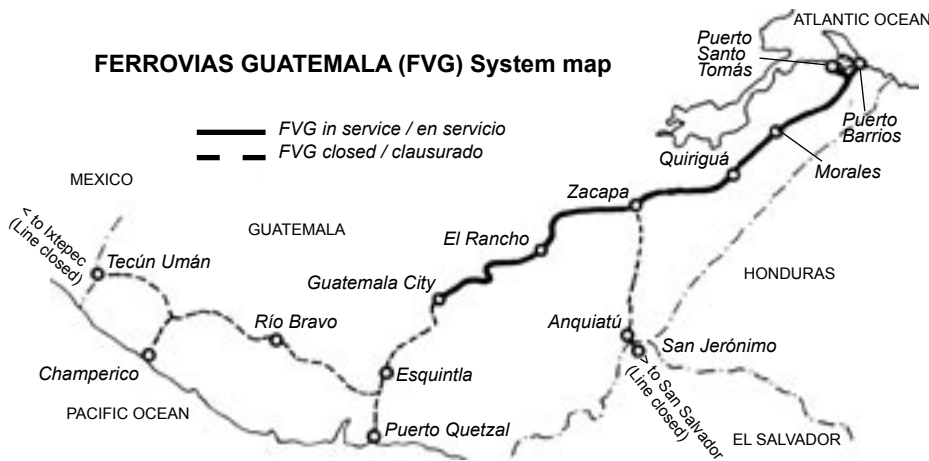 ATLANTIC OCEAN
Puerto
Santo
Tomás
FERROVIAS GUATEMALA (FVG) System map
FVG in service / en servicio
FVG closed / clausurado
Puerto
Barrios
Quiriguá
Morales
MEXICO
Zacapa
< to Ixtepec
(Line closed)
GUATEMALA
El Rancho
Tecún Umán
HONDURAS
Guatemala City
Río Bravo
Anquiatú
San Jerónimo
Champerico
Esquintla
< to San Salvador
(Line closed)
PACIFIC OCEAN
Puerto Quetzal
EL SALVADOR